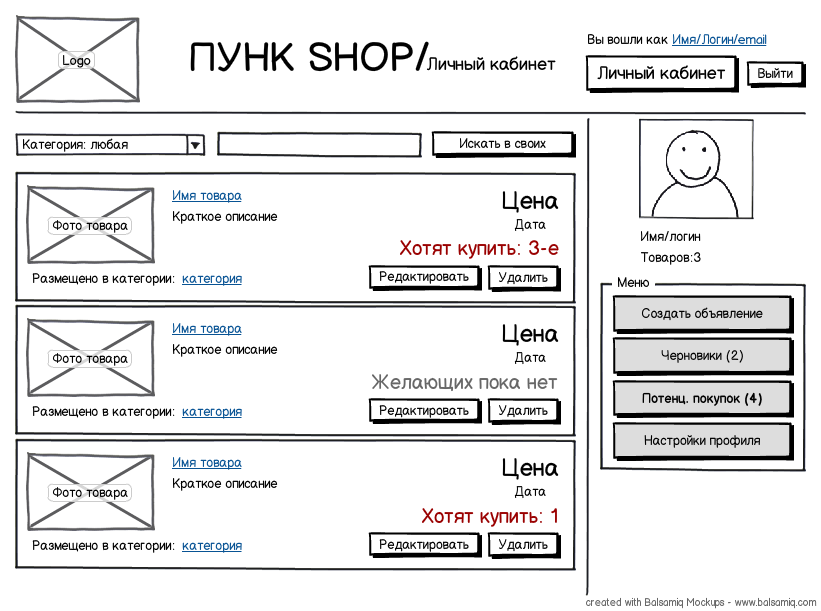 Logo
ПУНК SHOP/Личный кабинет
Вы вошли как Имя/Логин/email
Личный кабинет
Выйти
Категория: любая
Искать в своих
Фото товара
Имя товара
Краткое описание
Цена
Дата
Хотят купить: 3-е
Размещено в категории: категория
Редактировать
Удалить
Фото товара
Имя товара
Краткое описание
Цена
Дата
Желающих пока нет
Размещено в категории: категория
Редактировать
Удалить
Фото товара
Имя товара
Краткое описание
Цена
Дата
Хотят купить: 1
Размещено в категории: категория
Редактировать
Удалить
Имя/логин
Товаров:3
Меню
Создать объявление
Черновики (2)
Потенц. покупок (4)
Настройки профиля
created with Balsamiq Mockups - www.balsamiq.com